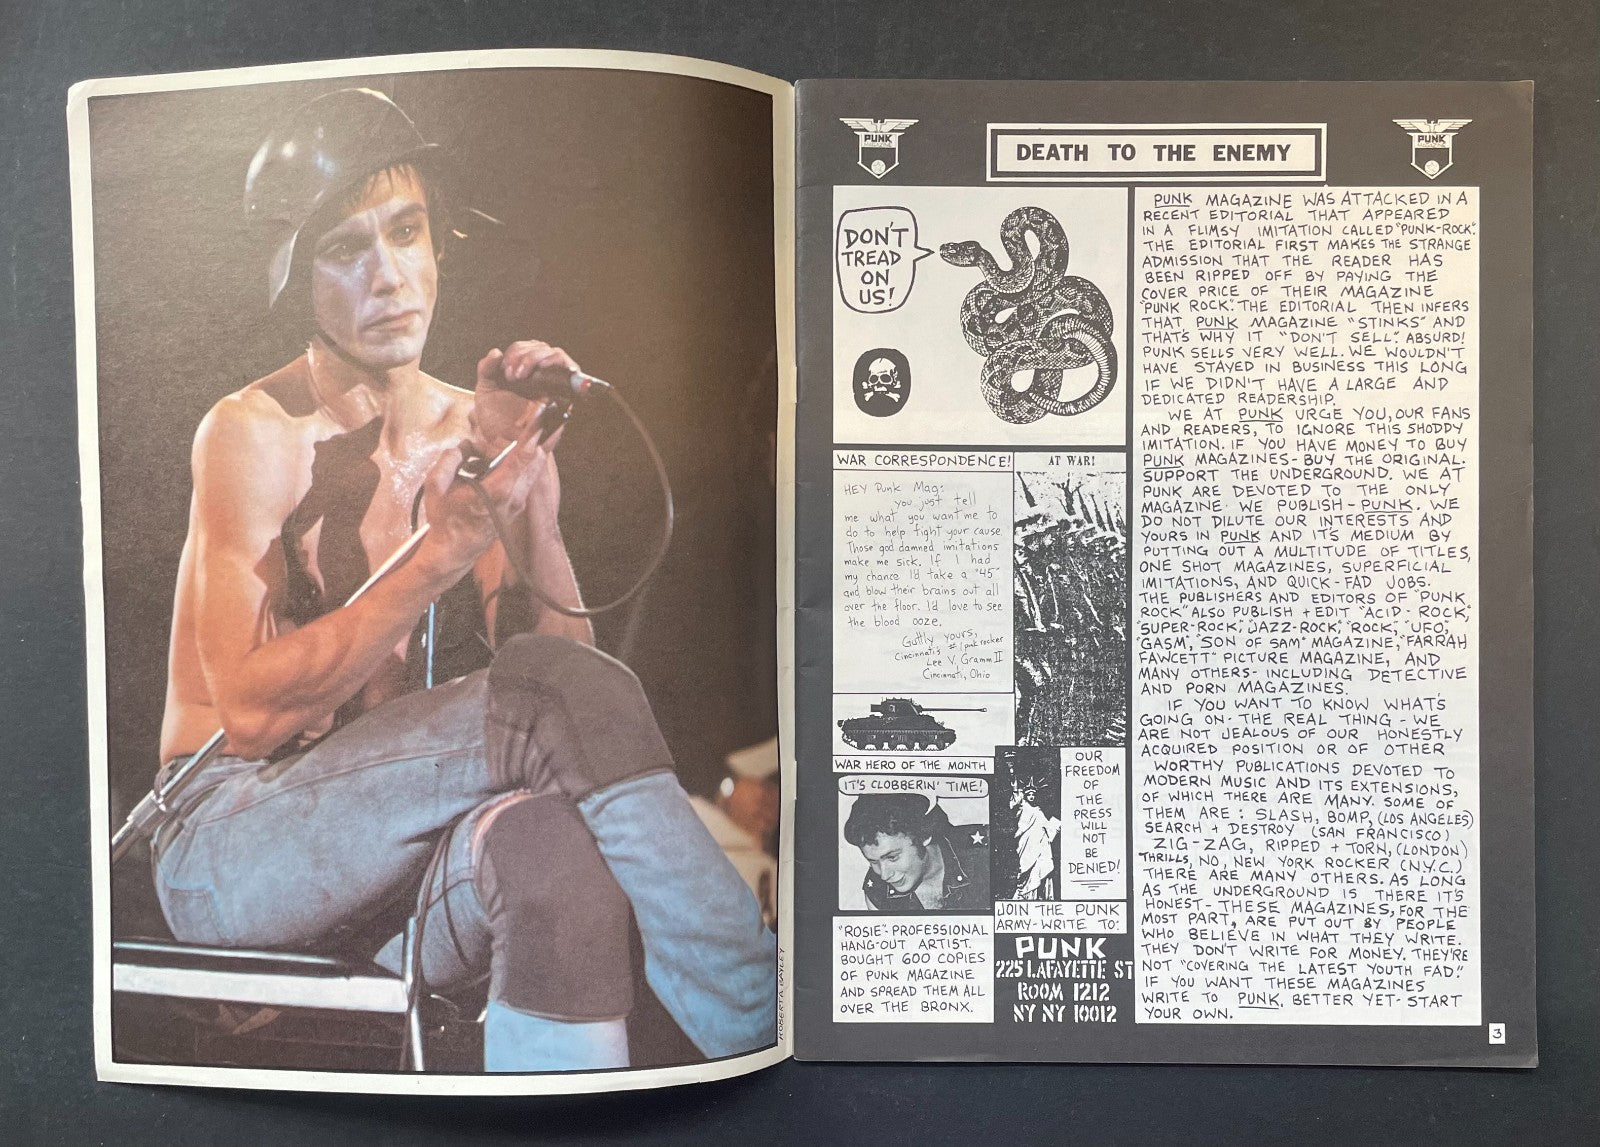 ROBERTA BAYLEY
PUNK
MAGAZINE
DEATH TO THE ENEMY
PUNK
MAGAZINE
DON'T
TREAD
ON
US!
WAR CORRESPONDENCE!
HEY Punk Mag:
You just tell
me what you want me to
do to help fight your cause.
Those god damned imitations
make me sick. If I had
my chance I'd take a "45"
and blow their brains out all
over the floor. I'd love to see
the blood ooze.
Guttly yours,
Cincinnati's #1 punk rocker
Lee V. Gramm II
Cincinnati, Ohio
AT WAR!
WAR HERO OF THE MONTH
IT'S CLOBBERIN' TIME!
"ROSIE"- PROFESSIONAL
HANG-OUT ARTIST.
BOUGHT 600 COPIES
OF PUNK MAGAZINE
AND SPREAD THEM ALL
OVER THE BRONX.
OUR
FREEDOM
OF
THE
PRESS
WILL
NOT
BE
DENIED!
JOIN THE PUNK
ARMY-WRITE TO:
PUNK
225 LAFAYETTE ST
ROOM 1212
NY NY 10012
PUNK MAGAZINE WAS ATTACKED IN A
RECENT EDITORIAL THAT APPEARED
IN A FLIMSY IMITATION CALLED "PUNK-ROCK".
THE EDITORIAL FIRST MAKES THE STRANGE
ADMISSION THAT THE READER HAS
BEEN RIPPED OFF BY PAYING THE
COVER PRICE OF THEIR MAGAZINE
"PUNK ROCK". THE EDITORIAL THEN INFERS
THAT PUNK MAGAZINE "STINKS" AND
THAT'S WHY IT "DON'T SELL". ABSURD!
PUNK SELLS VERY WELL. WE WOULDN'T
HAVE STAYED IN BUSINESS THIS LONG
IF WE DIDN'T HAVE A LARGE AND
DEDICATED READERSHIP.
WE AT PUNK URGE YOU, OUR FANS
AND READERS, TO IGNORE THIS SHODDY
IMITATION. IF YOU HAVE MONEY TO BUY
PUNK MAGAZINES- BUY THE ORIGINAL.
SUPPORT THE UNDERGROUND. WE AT
PUNK ARE DEVOTED TO THE ONLY
MAGAZINE WE PUBLISH - PUNK. WE
DO NOT DILUTE OUR INTERESTS AND
YOURS IN PUNK AND IT'S MEDIUM BY
PUTTING OUT A MULTITUDE OF TITLES,
ONE SHOT MAGAZINES, SUPERFICIAL
IMITATIONS, AND QUICK-FAD JOBS.
THE PUBLISHERS AND EDITORS OF "PUNK
ROCK" ALSO PUBLISH + EDIT "ACID-ROCK",
"SUPER-ROCK", "JAZZ-ROCK", "ROCK", "UFO",
"GASM", "SON OF SAM" MAGAZINE, "FARRAH
FAWCETT" PICTURE MAGAZINE, AND
MANY OTHERS- INCLUDING DETECTIVE
AND PORN MAGAZINES.
IF YOU WANT TO KNOW WHAT'S
GOING ON- THE REAL THING - WE
ARE NOT JEALOUS OF OUR HONESTLY
ACQUIRED POSITION OR OF OTHER
WORTHY PUBLICATIONS DEVOTED TO
MODERN MUSIC AND ITS EXTENSIONS,
OF WHICH THERE ARE MANY. SOME OF
THEM ARE: SLASH, BOMP, (LOS ANGELES)
SEARCH + DESTROY (SAN FRANCISCO)
ZIG-ZAG, RIPPED + TORN, (LONDON)
THRILLS, NO, NEW YORK ROCKER (N.Y.C.)
THERE ARE MANY OTHERS. AS LONG
AS THE UNDERGROUND IS THERE IT'S
HONEST- THESE MAGAZINES, FOR THE
MOST PART, ARE PUT OUT BY PEOPLE
WHO BELIEVE IN WHAT THEY WRITE.
THEY DON'T WRITE FOR MONEY. THEY'RE
NOT "COVERING THE LATEST YOUTH FAD."
IF YOU WANT THESE MAGAZINES
WRITE TO PUNK. BETTER YET- START
YOUR OWN.
3